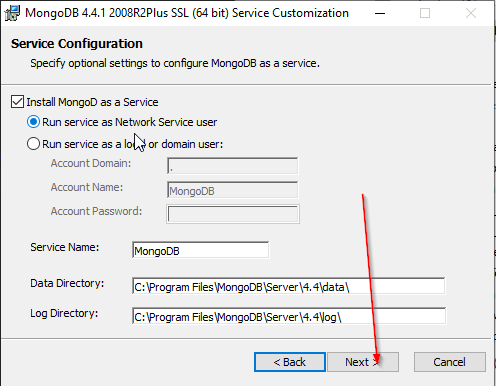 MongoDB 4.4.1 2008R2Plus SSL (64 bit) Service Customization
Service Configuration
Specify optional settings to configure MongoDB as a service.
Install MongoD as a Service
Run service as Network Service user
Run service as a local or domain user:
Account Domain:
.
Account Name:
MongoDB
Account Password:
Service Name:
MongoDB
Data Directory:
C:\Program Files\MongoDB\Server\4.4\data\
Log Directory:
C:\Program Files\MongoDB\Server\4.4\log\
< Back
Next >
Cancel